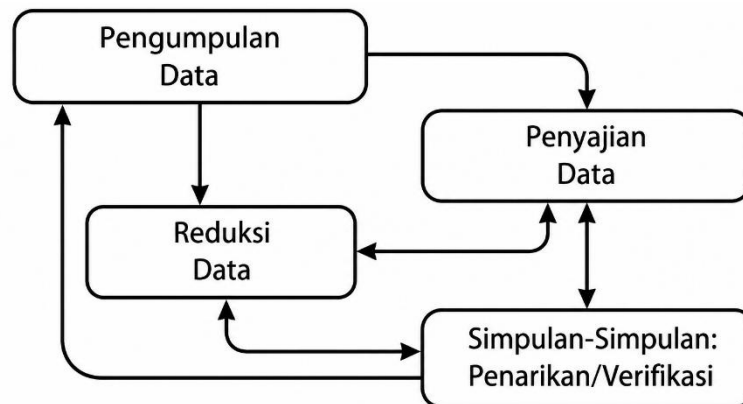 Pengumpulan
Data
Penyajian
Data
Reduksi
Data
Simpulan-Simpulan:
Penarikan/Verifikasi